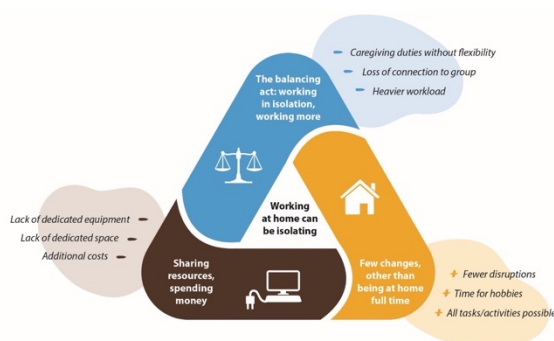 Caregiving duties without flexibility
Loss of connection to group
Heavier workload
The balancing
act: working
in isolation,
working more
Working
at home can
be isolating
Lack of dedicated equipment
Lack of dedicated space
Additional costs
Sharing
resources,
spending
money
Few changes,
other than
being at home
full time
Fewer disruptions
Time for hobbies
All tasks/activities possible